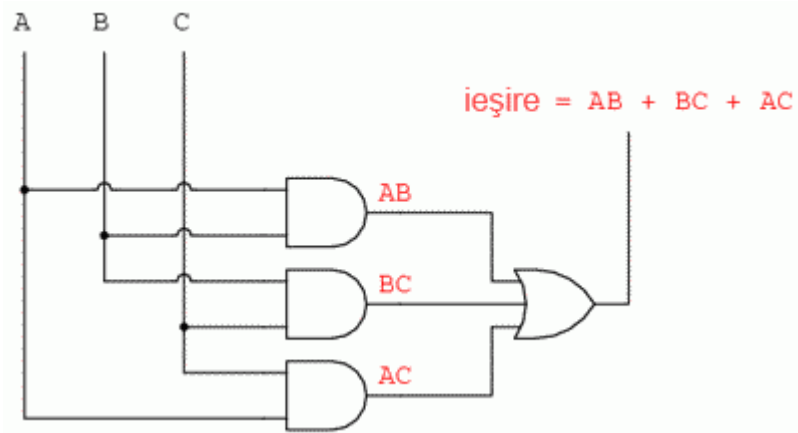 A B C
ieşire = AB + BC + AC
AB
BC
AC